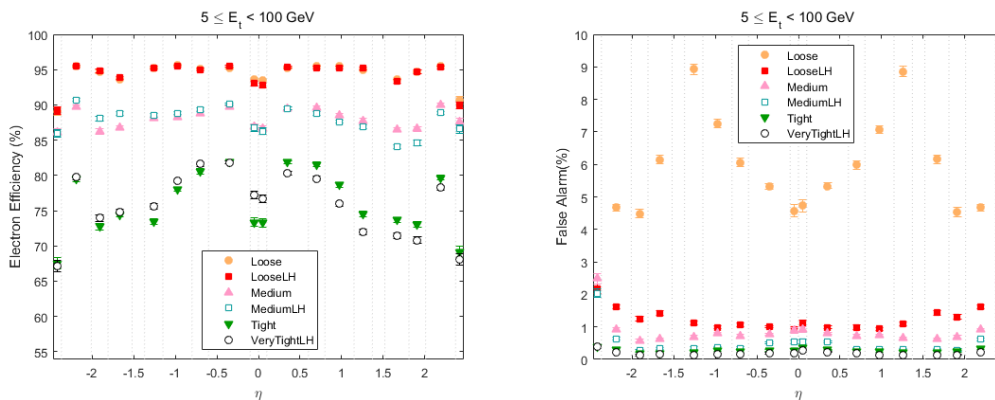 5 ≤ E_t < 100 GeV
Electron Efficiency (%)
100
95
90
85
80
75
70
65
60
55
Loose
LooseLH
Medium
MediumLH
Tight
VeryTightLH
-2
-1.5
-1
-0.5
0
0.5
1
1.5
2
η
5 ≤ E_t < 100 GeV
False Alarm(%)
10
9
8
7
6
5
4
3
2
1
0
Loose
LooseLH
Medium
MediumLH
Tight
VeryTightLH
-2
-1.5
-1
-0.5
0
0.5
1
1.5
2
η